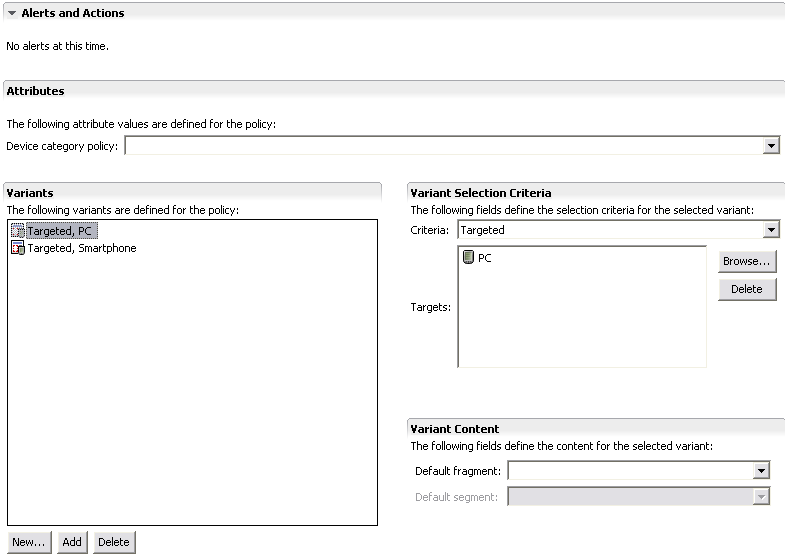 Alerts and Actions
No alerts at this time.
Attributes
The following attribute values are defined for the policy:
Device category policy:
Variants
The following variants are defined for the policy:
Targeted, PC
Targeted, Smartphone
New...
Add
Delete
Variant Selection Criteria
The following fields define the selection criteria for the selected variant:
Criteria: Targeted
PC
Browse...
Delete
Targets:
Variant Content
The following fields define the content for the selected variant:
Default fragment:
Default segment: